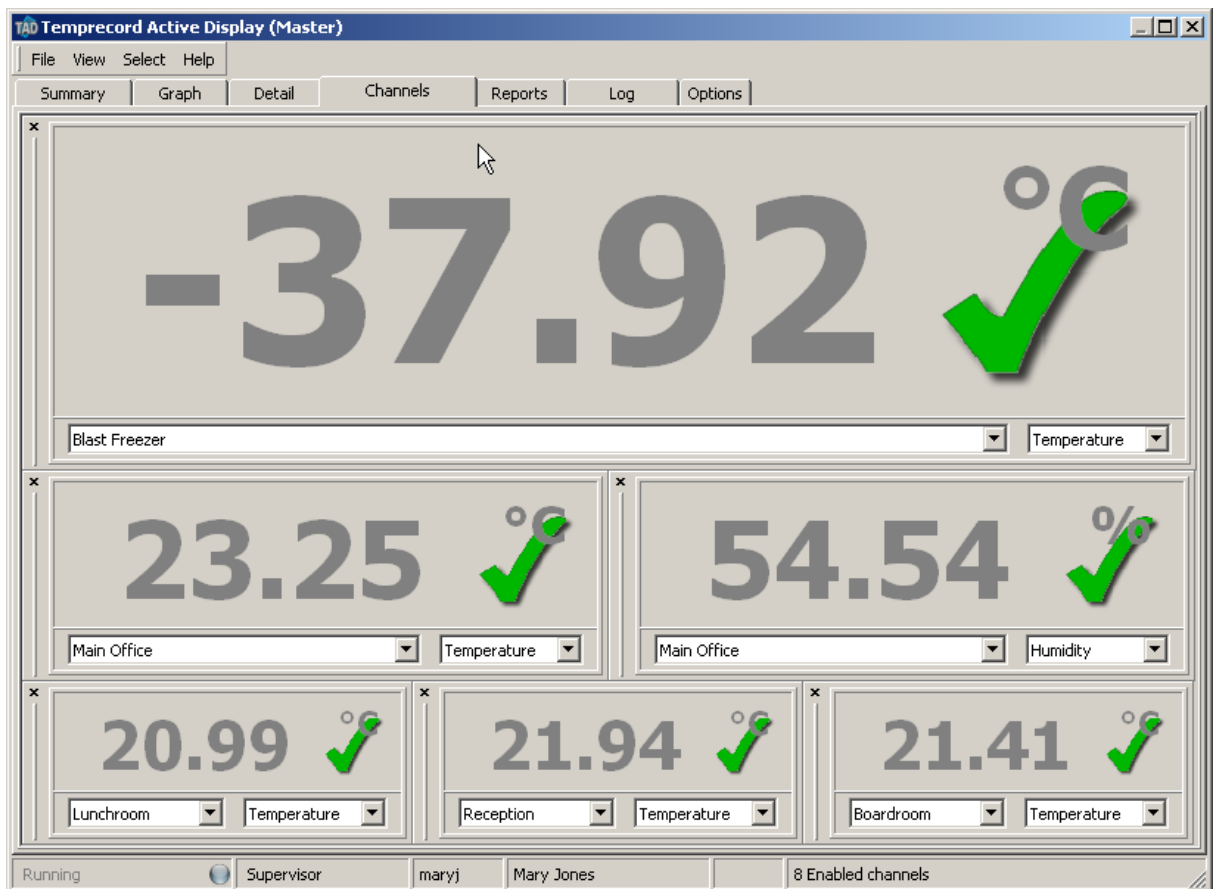 TAD Temprecord Active Display (Master)
File View Select Help
Summary Graph Detail Channels Reports Log Options
-37.92 °C
Blast Freezer Temperature
23.25 °C 54.54 %
Main Office Temperature Main Office Humidity
20.99 °C 21.94 °C 21.41 °C
Lunchroom Temperature Reception Temperature Boardroom Temperature
Running Supervisor maryj Mary Jones 8 Enabled channels